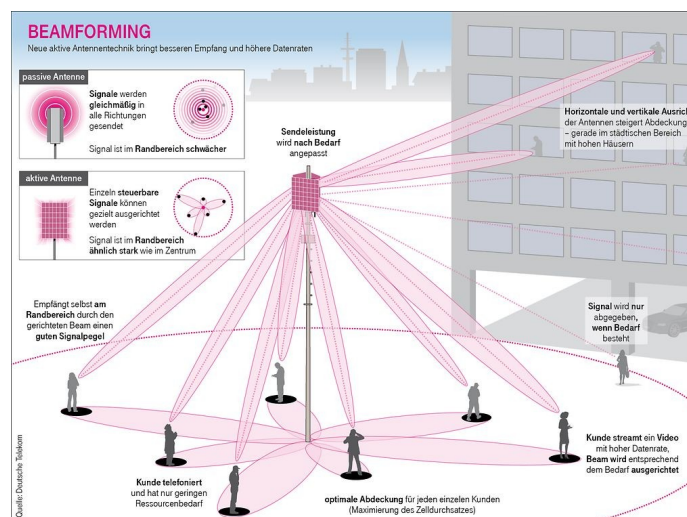 BEAMFORMING
Neue aktive Antennentechnik bringt besseren Empfang und höhere Datenraten
passive Antenne
Signale werden
gleichmäßig in
alle Richtungen
gesendet
Signal ist im Randbereich schwächer
aktive Antenne
Einzeln steuerbare
Signale können
gezielt ausgerichtet
werden
Signal ist im Randbereich
ähnlich stark wie im Zentrum
Sendeleistung
wird nach Bedarf
angepasst
Horizontale und vertikale Ausric
der Antennen steigert Abdeckung
– gerade im städtischen Bereich
mit hohen Häusern
Empfängt selbst am
Randbereich durch den
gerichteten Beam einen
guten Signalpegel
Signal wird nur
abgegeben,
wenn Bedarf
besteht
Kunde streamt ein Video
mit hoher Datenrate,
Beam wird entsprechend
dem Bedarf ausgerichtet
Kunde telefoniert
und hat nur geringen
Ressourcenbedarf
optimale Abdeckung für jeden einzelnen Kunden
(Maximierung des Zelldurchsatzes)
Quelle: Deutsche Telekom